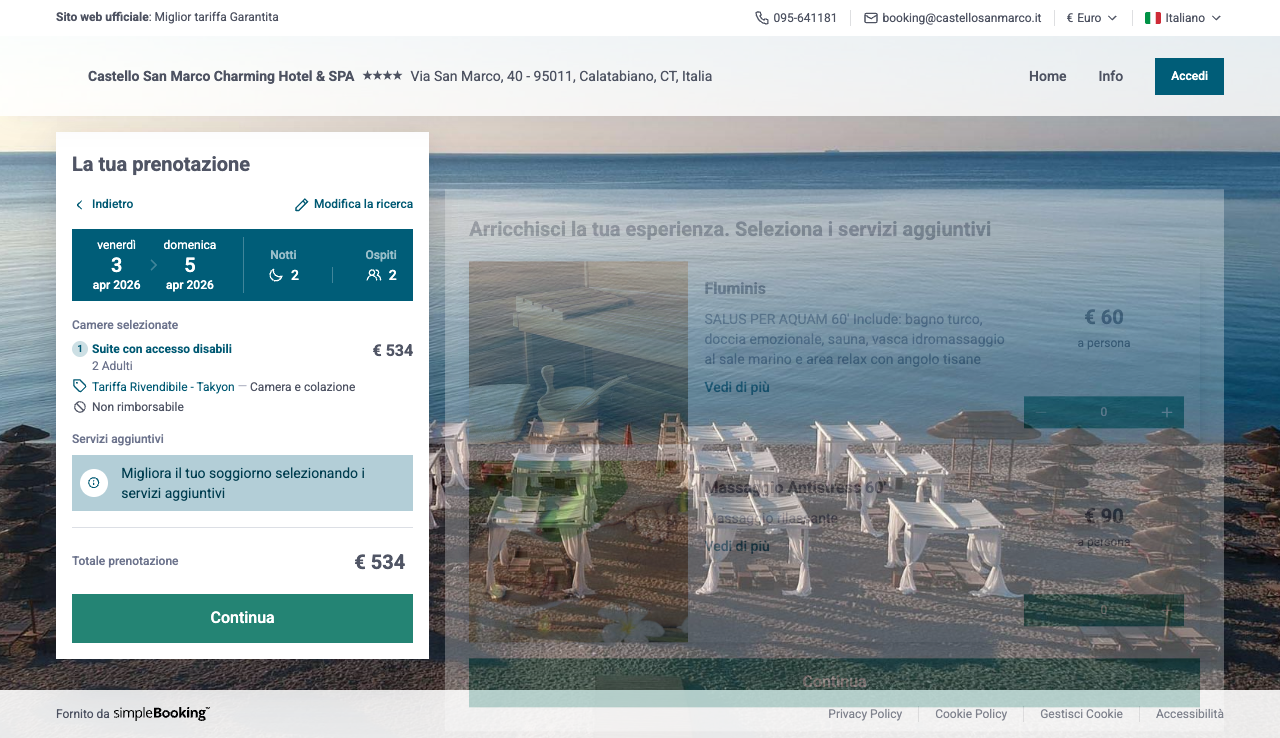 Sito web ufficiale: Miglior tariffa Garantita
095-641181
booking@castellosanmarco.it
€ Euro
Italiano
Castello San Marco Charming Hotel & SPA ★★★★ Via San Marco, 40 - 95011, Calatabiano, CT, Italia
Home
Info
Accedi
La tua prenotazione
Indietro
Modifica la ricerca
venerdì
3
apr 2026
domenica
5
apr 2026
Notti
2
Ospiti
2
Camere selezionate
1 Suite con accesso disabili € 534
2 Adulti
Tariffa Rivendibile - Takyon — Camera e colazione
Non rimborsabile
Servizi aggiuntivi
Migliora il tuo soggiorno selezionando i
servizi aggiuntivi
Totale prenotazione € 534
Continua
Arricchisci la tua esperienza. Seleziona i servizi aggiuntivi
Fluminis
SALUS PER AQUAM 60' Include: bagno turco,
doccia emozionale, sauna, vasca idromassaggio
al sale marino e area relax con angolo tisane
Vedi di più
€ 60
a persona
0
Massaggio Antistress 60'
Massaggio rilassante
Vedi di più
€ 90
a persona
0
Continua
Fornito da simpleBooking™
Privacy Policy
Cookie Policy
Gestisci Cookie
Accessibilità